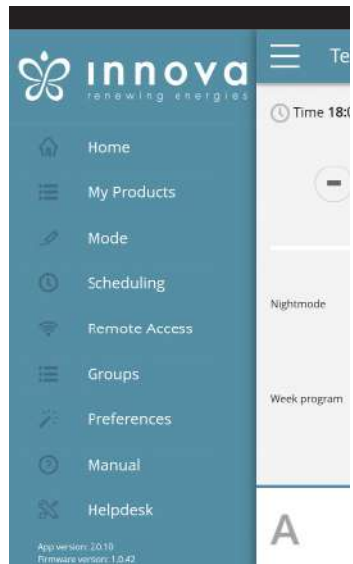 innova
renewing energies
Home
My Products
Mode
Scheduling
Remote Access
Groups
Preferences
Manual
Helpdesk
App version: 2.0.10
Firmware version: 1.0.42
Te
Time 18:0
Nightmode
Week program
A